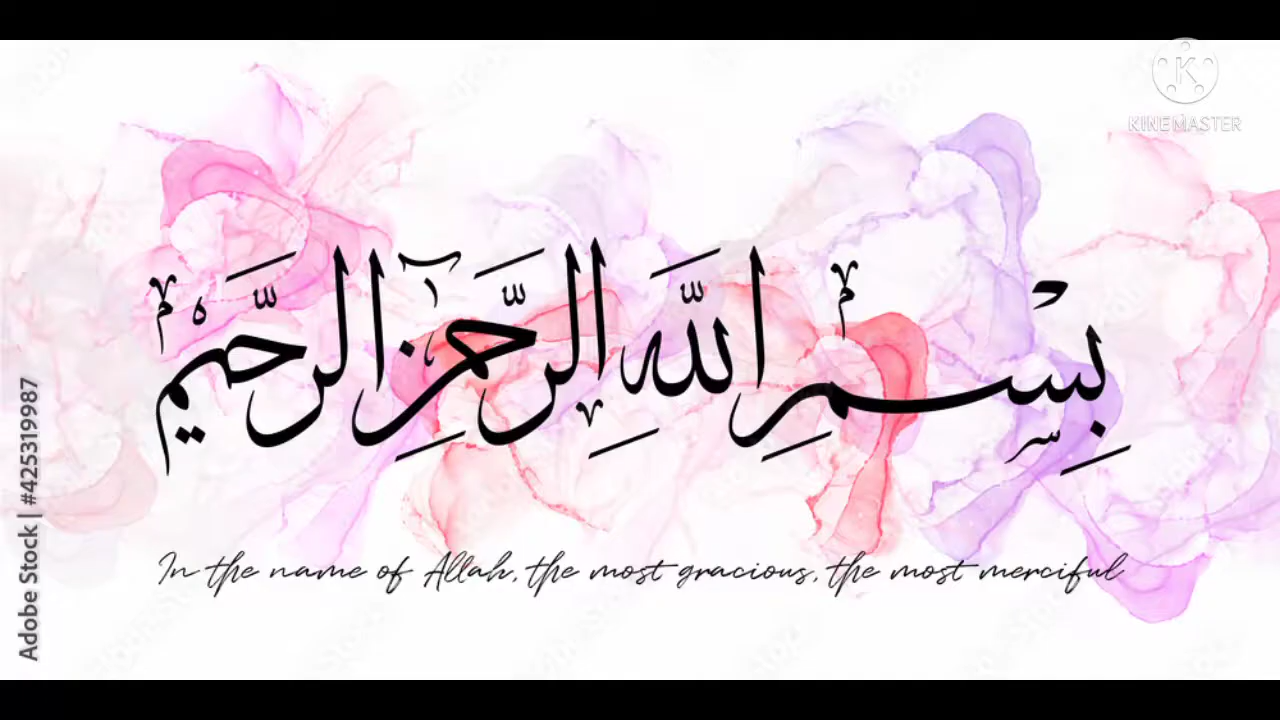 KINEMASTER
بِسْمِ اللَّهِ الرَّحْمَٰنِ الرَّحِيمِ
In the name of Allah, the most gracious, the most merciful
Adobe Stock | #425319987